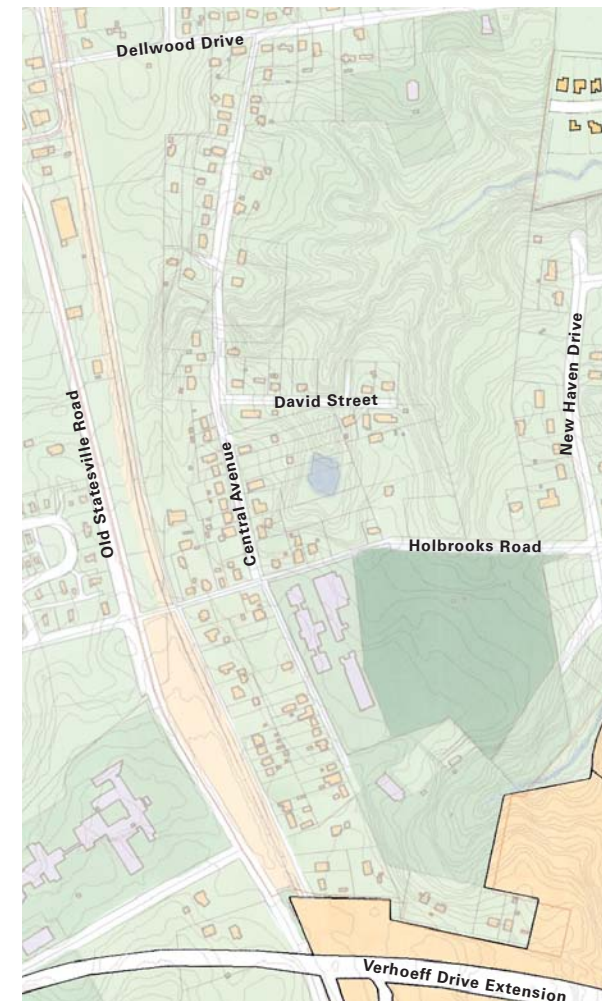 Dellwood Drive
New Haven Drive
David Street
Old Statesville Road
Central Avenue
Holbrooks Road
Verhoeff Drive Extension